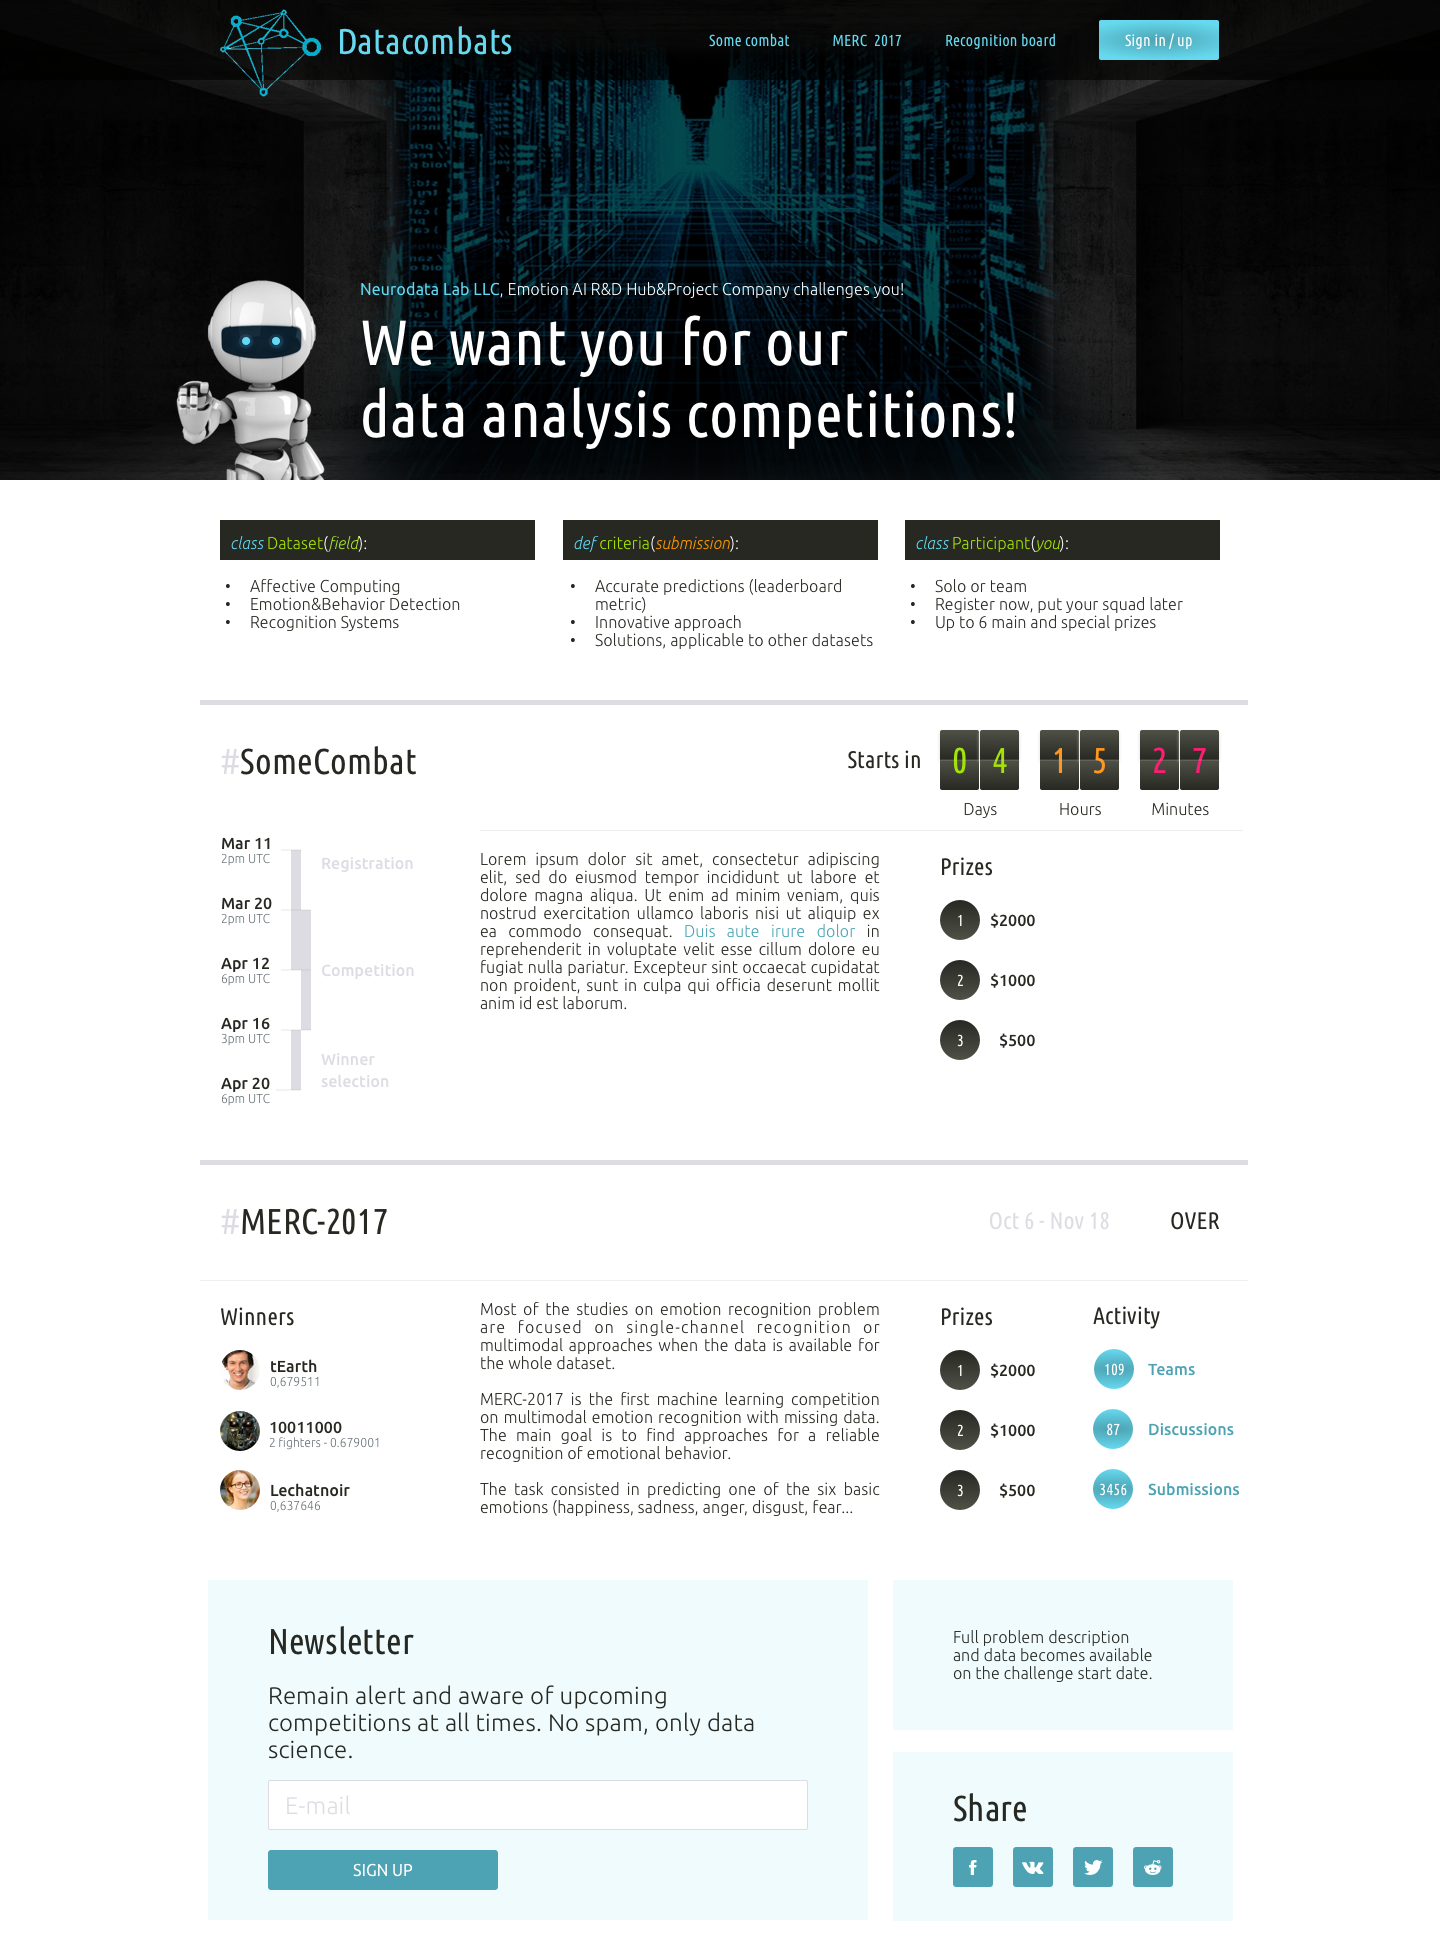 Datacombats
Some combat
MERC 2017
Recognition board
Sign in / up
Neurodata Lab LLC, Emotion AI R&D Hub&Project Company challenges you!
We want you for our
data analysis competitions!
class Dataset(field):
• Affective Computing
• Emotion&Behavior Detection
• Recognition Systems
def criteria(submission):
• Accurate predictions (leaderboard
metric)
• Innovative approach
• Solutions, applicable to other datasets
class Participant(you):
• Solo or team
• Register now, put your squad later
• Up to 6 main and special prizes
#SomeCombat
Starts in
0 4
1 5
2 7
Days
Hours
Minutes
Mar 11
2pm UTC
Registration
Mar 20
2pm UTC
Apr 12
6pm UTC
Competition
Apr 16
3pm UTC
Winner
selection
Apr 20
6pm UTC
Lorem ipsum dolor sit amet, consectetur adipiscing
elit, sed do eiusmod tempor incididunt ut labore et
dolore magna aliqua. Ut enim ad minim veniam, quis
nostrud exercitation ullamco laboris nisi ut aliquip ex
ea commodo consequat. Duis aute irure dolor in
reprehenderit in voluptate velit esse cillum dolore eu
fugiat nulla pariatur. Excepteur sint occaecat cupidatat
non proident, sunt in culpa qui officia deserunt mollit
anim id est laborum.
Prizes
1 $2000
2 $1000
3 $500
#MERC-2017
Oct 6 - Nov 18
OVER
Winners
tEarth
0,679511
10011000
2 fighters - 0.679001
Lechatnoir
0,637646
Most of the studies on emotion recognition problem
are focused on single-channel recognition or
multimodal approaches when the data is available for
the whole dataset.
MERC-2017 is the first machine learning competition
on multimodal emotion recognition with missing data.
The main goal is to find approaches for a reliable
recognition of emotional behavior.
The task consisted in predicting one of the six basic
emotions (happiness, sadness, anger, disgust, fear...
Prizes
1 $2000
2 $1000
3 $500
Activity
109 Teams
87 Discussions
3456 Submissions
Newsletter
Remain alert and aware of upcoming
competitions at all times. No spam, only data
science.
E-mail
SIGN UP
Full problem description
and data becomes available
on the challenge start date.
Share